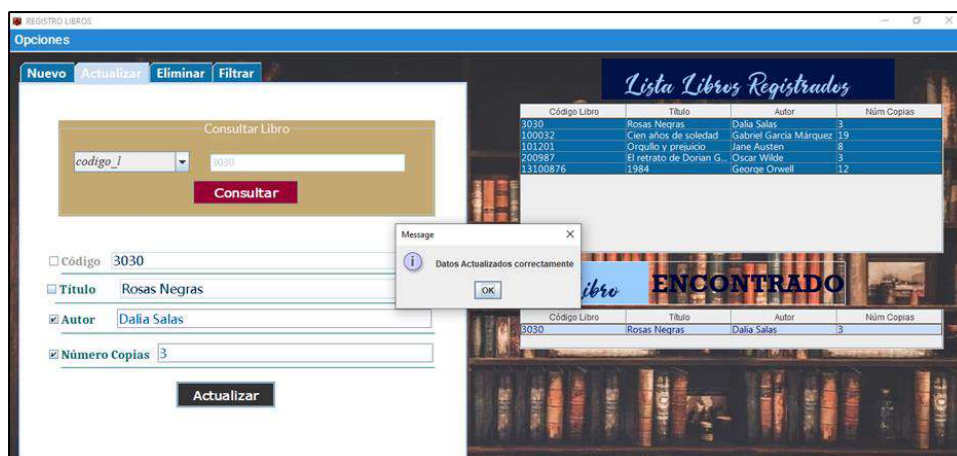 REGISTRO LIBROS
Opciones
Nuevo Actualizar Eliminar Filtrar
Consultar Libro
codigo_l 3030
Consultar
Código 3030
Título Rosas Negras
Autor Dalia Salas
Número Copias 3
Actualizar
Lista Libros Registrados
Código Libro Título Autor Núm Copias
3030 Rosas Negras Dalia Salas 3
100032 Cien años de soledad Gabriel García Márquez 19
101201 Orgullo y prejuicio Jane Austen 8
200987 El retrato de Dorian G... Oscar Wilde 3
13100876 1984 George Orwell 12
Message
Datos Actualizados correctamente
OK
ibro ENCONTRADO
Código Libro Título Autor Núm Copias
3030 Rosas Negras Dalia Salas 3